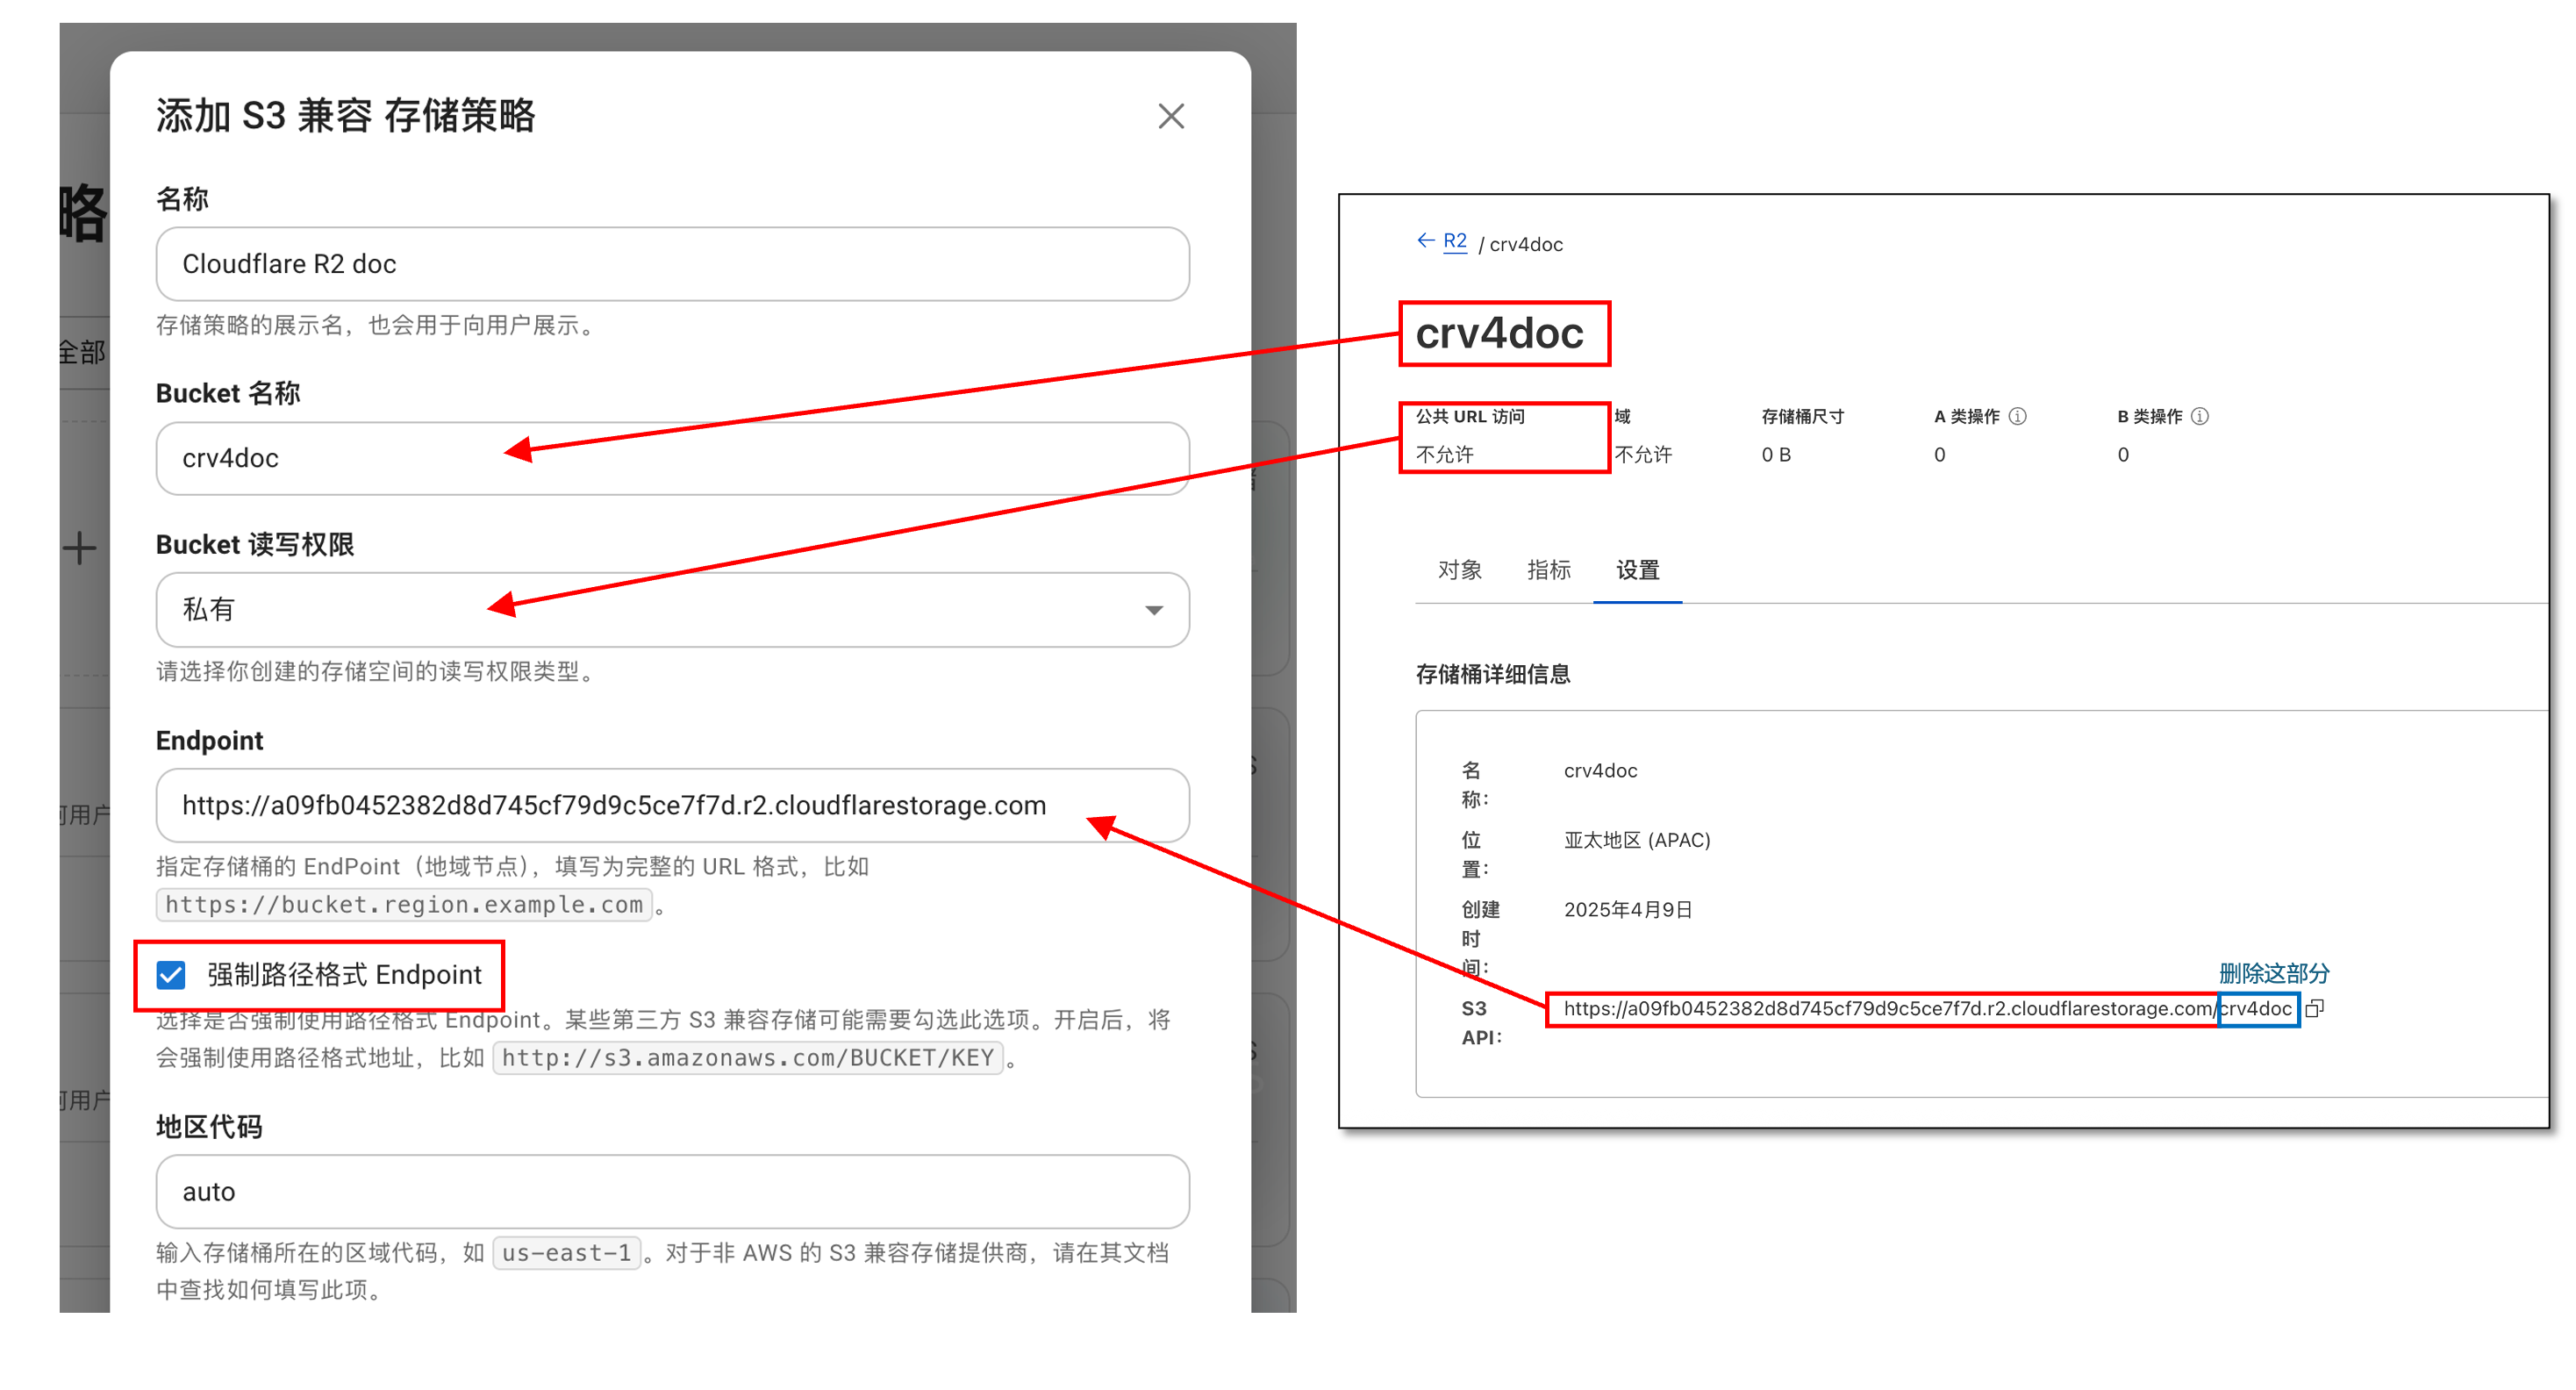 添加 S3 兼容 存储策略
名称
Cloudflare R2 doc
存储策略的展示名，也会用于向用户展示。
Bucket 名称
crv4doc
Bucket 读写权限
私有
请选择你创建的存储空间的读写权限类型。
Endpoint
https://a09fb0452382d8d745cf79d9c5ce7f7d.r2.cloudflarestorage.com
指定存储桶的 EndPoint（地域节点），填写为完整的 URL 格式，比如
https://bucket.region.example.com。
强制路径格式 Endpoint
选择是否强制使用路径格式 Endpoint。某些第三方 S3 兼容存储可能需要勾选此选项。开启后，将
会强制使用路径格式地址，比如 http://s3.amazonaws.com/BUCKET/KEY。
地区代码
auto
输入存储桶所在的区域代码，如 us-east-1。对于非 AWS 的 S3 兼容存储提供商，请在其文档
中查找如何填写此项。
略
全部
用户
用户
R2 / crv4doc
crv4doc
公共 URL 访问 域 存储桶尺寸 A 类操作 B 类操作
不允许 不允许 0 B 0 0
对象 指标 设置
存储桶详细信息
名 crv4doc
称：
位 亚太地区 (APAC)
置：
创建 2025年4月9日
时
间：
删除这部分
S3 https://a09fb0452382d8d745cf79d9c5ce7f7d.r2.cloudflarestorage.com/crv4doc
API：